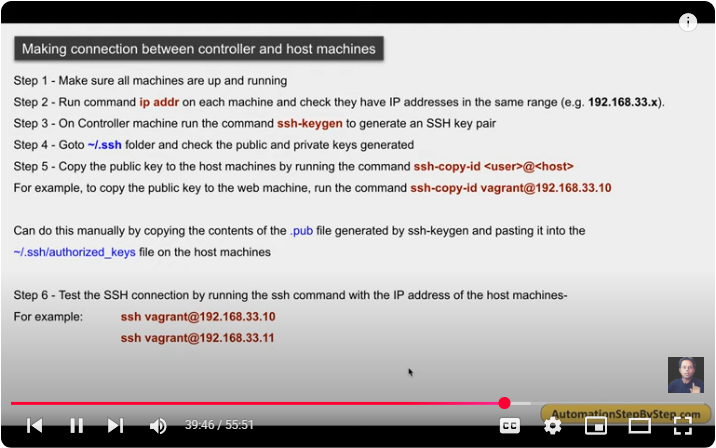 Making connection between controller and host machines
Step 1 - Make sure all machines are up and running
Step 2 - Run command ip addr on each machine and check they have IP addresses in the same range (e.g. 192.168.33.x).
Step 3 - On Controller machine run the command ssh-keygen to generate an SSH key pair
Step 4 - Goto ~/.ssh folder and check the public and private keys generated
Step 5 - Copy the public key to the host machines by running the command ssh-copy-id <user>@<host>
For example, to copy the public key to the web machine, run the command ssh-copy-id vagrant@192.168.33.10
Can do this manually by copying the contents of the .pub file generated by ssh-keygen and pasting it into the
~/.ssh/authorized_keys file on the host machines
Step 6 - Test the SSH connection by running the ssh command with the IP address of the host machines-
For example: ssh vagrant@192.168.33.10
ssh vagrant@192.168.33.11
AutomationStepByStep.com
39:46 / 55:51
CC